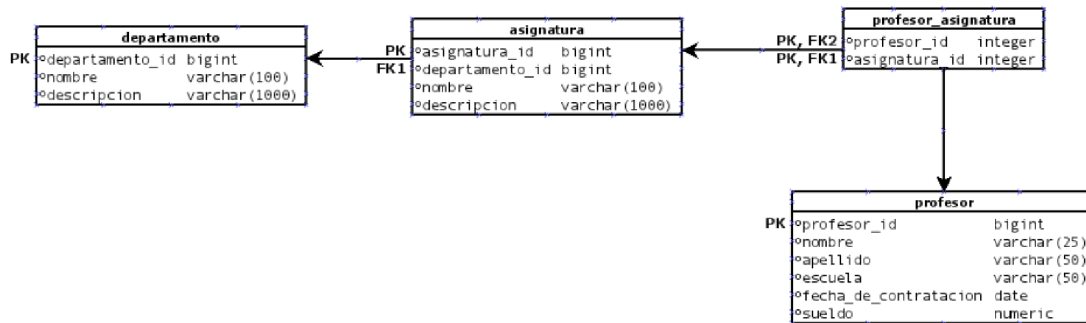 departamento
PK departamento_id bigint
nombre varchar(100)
descripcion varchar(1000)
asignatura
PK asignatura_id bigint
FK1 departamento_id bigint
nombre varchar(100)
descripcion varchar(1000)
profesor_asignatura
PK, FK2 profesor_id integer
PK, FK1 asignatura_id integer
profesor
PK profesor_id bigint
nombre varchar(25)
apellido varchar(50)
escuela varchar(50)
fecha_de_contratacion date
sueldo numeric